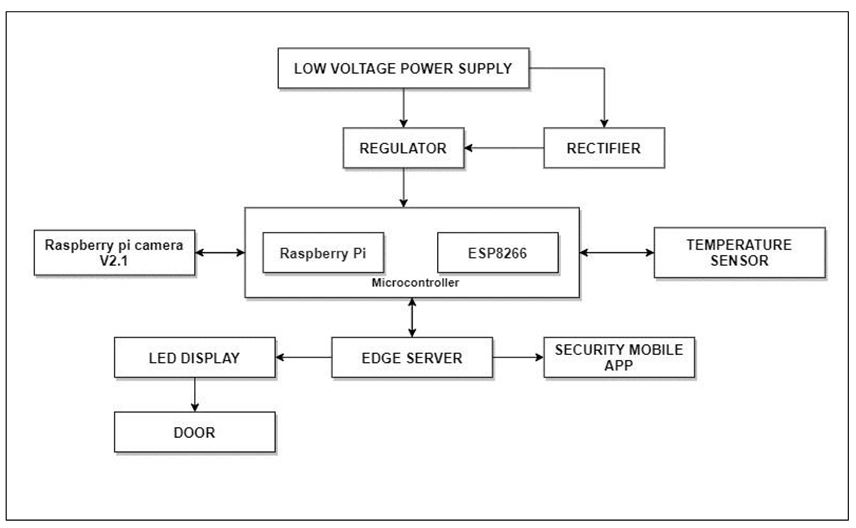 LOW VOLTAGE POWER SUPPLY
REGULATOR
RECTIFIER
Raspberry pi camera
V2.1
Raspberry Pi
ESP8266
Microcontroller
TEMPERATURE
SENSOR
LED DISPLAY
EDGE SERVER
SECURITY MOBILE
APP
DOOR